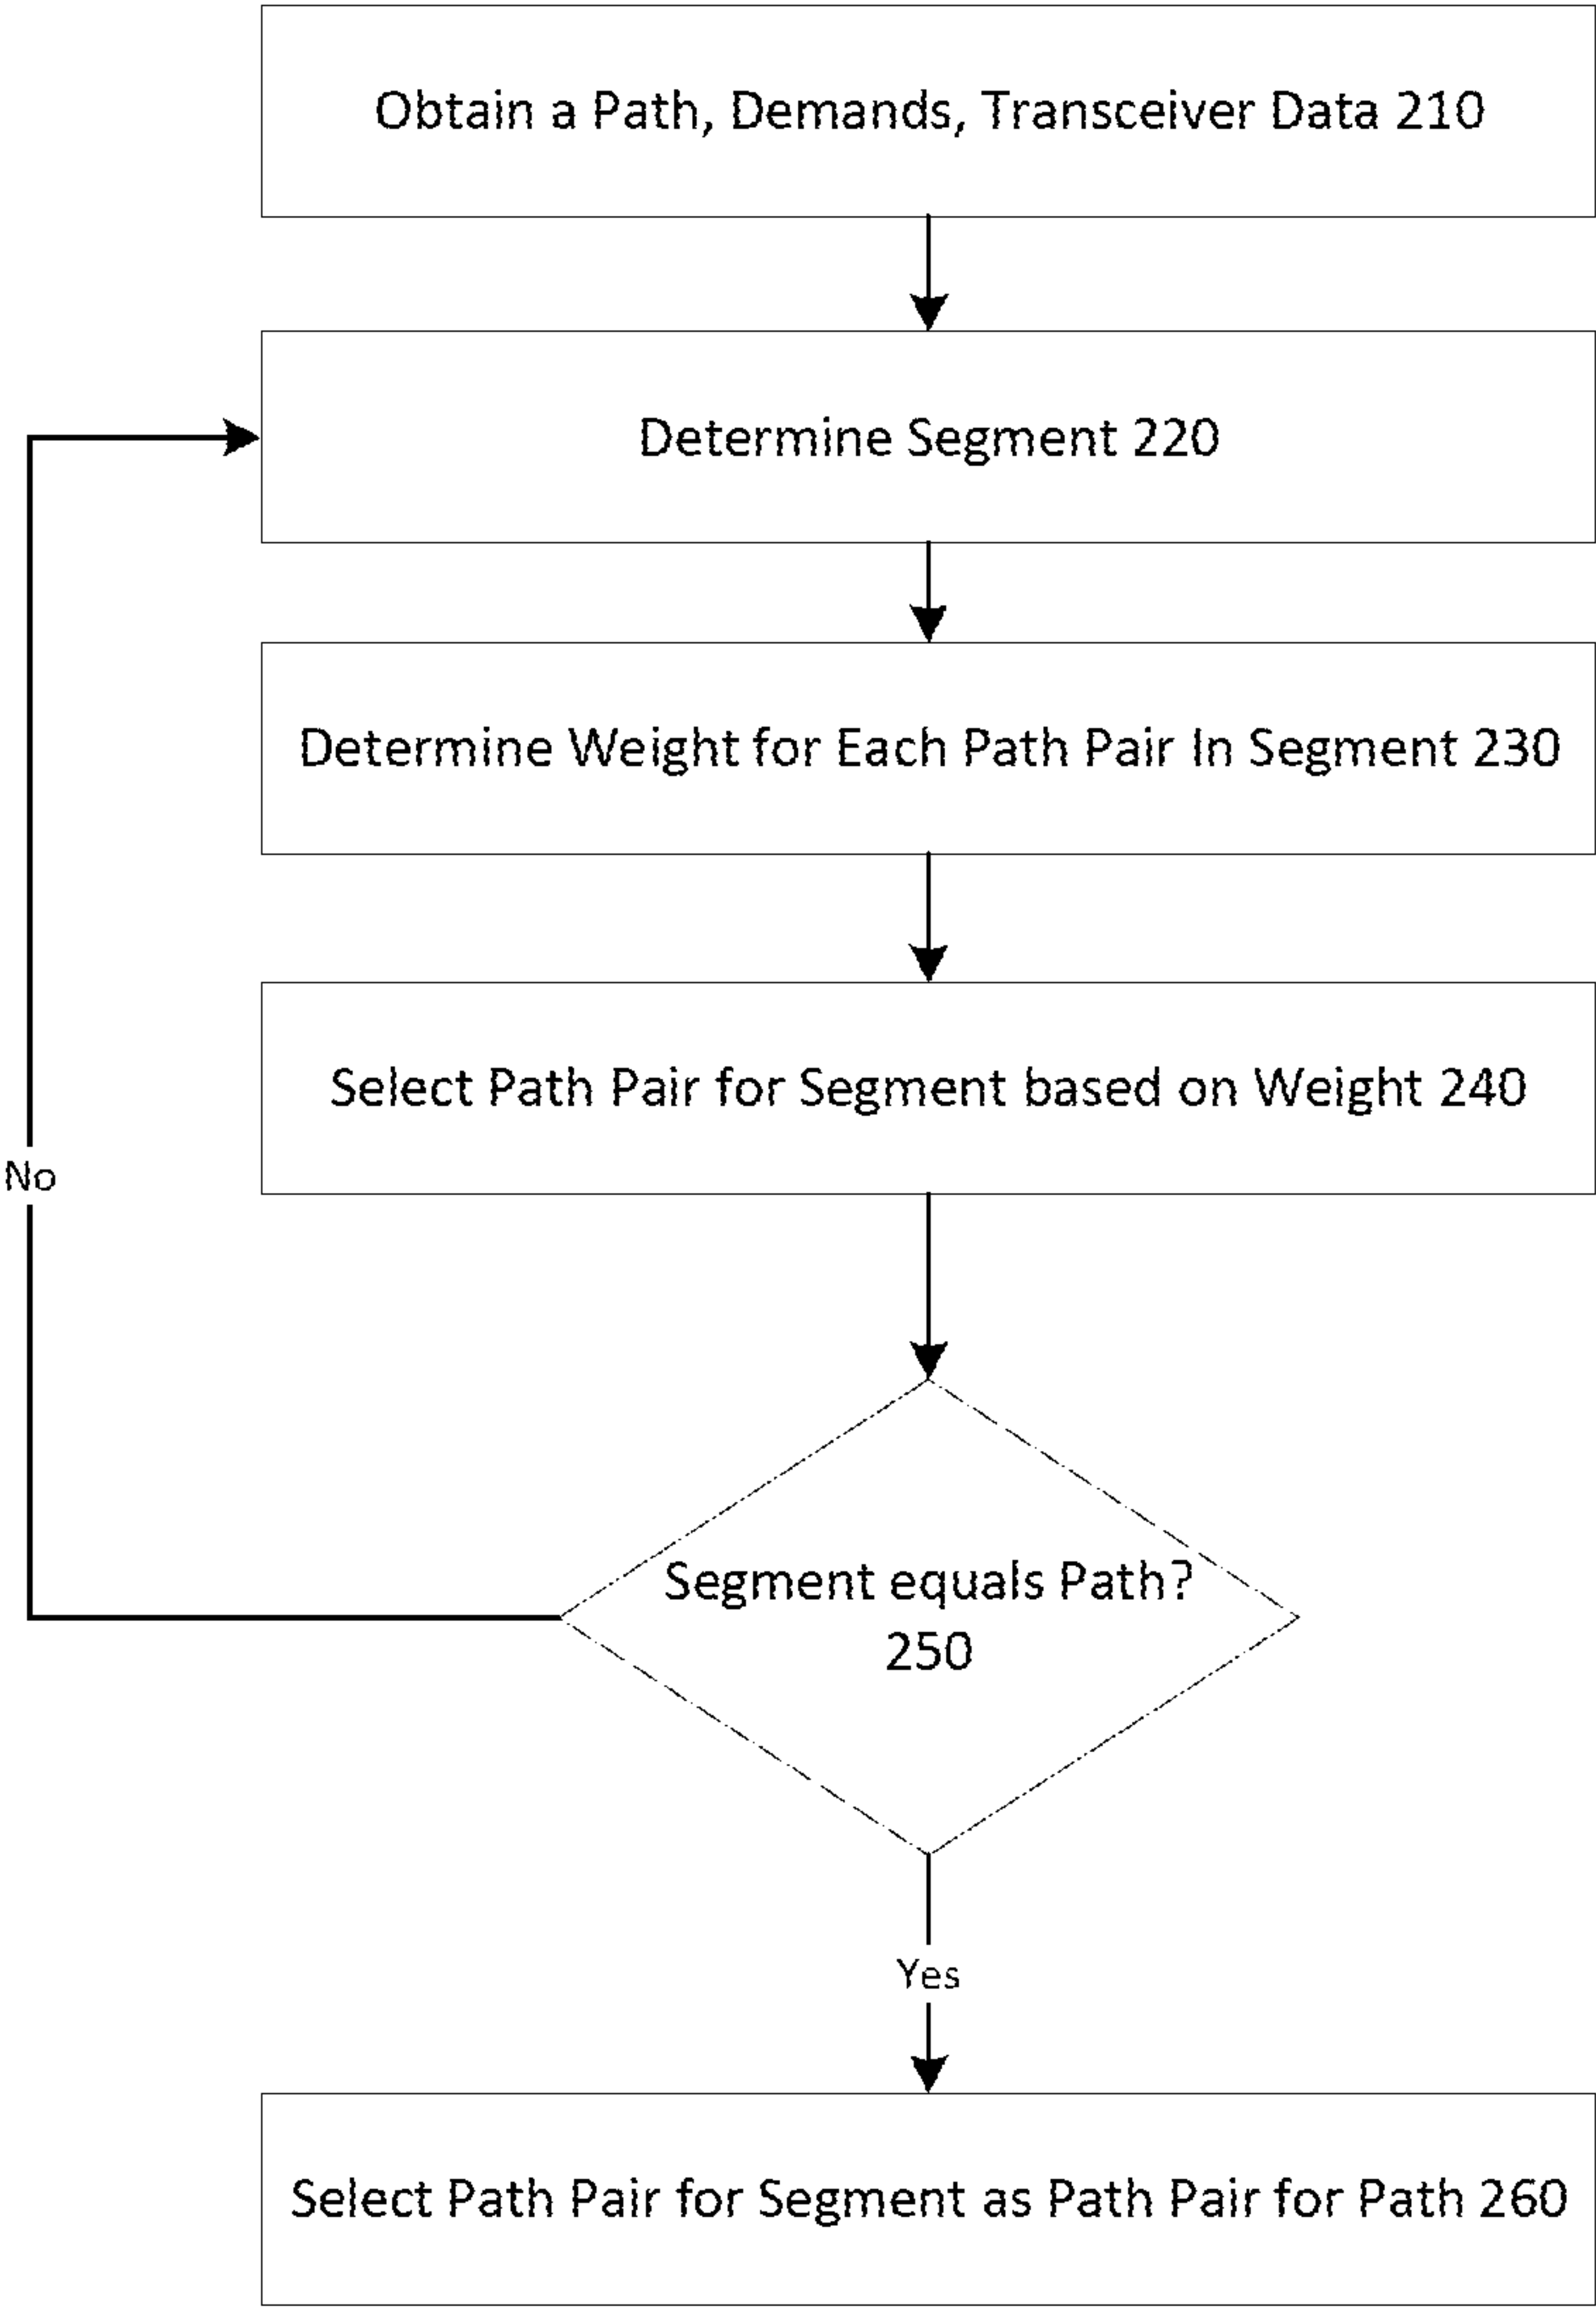 Obtain a Path, Demands, Transceiver Data 210
Determine Segment 220
Determine Weight for Each Path Pair In Segment 230
Select Path Pair for Segment based on Weight 240
No
Segment equals Path?
250
Yes
Select Path Pair for Segment as Path Pair for Path 260